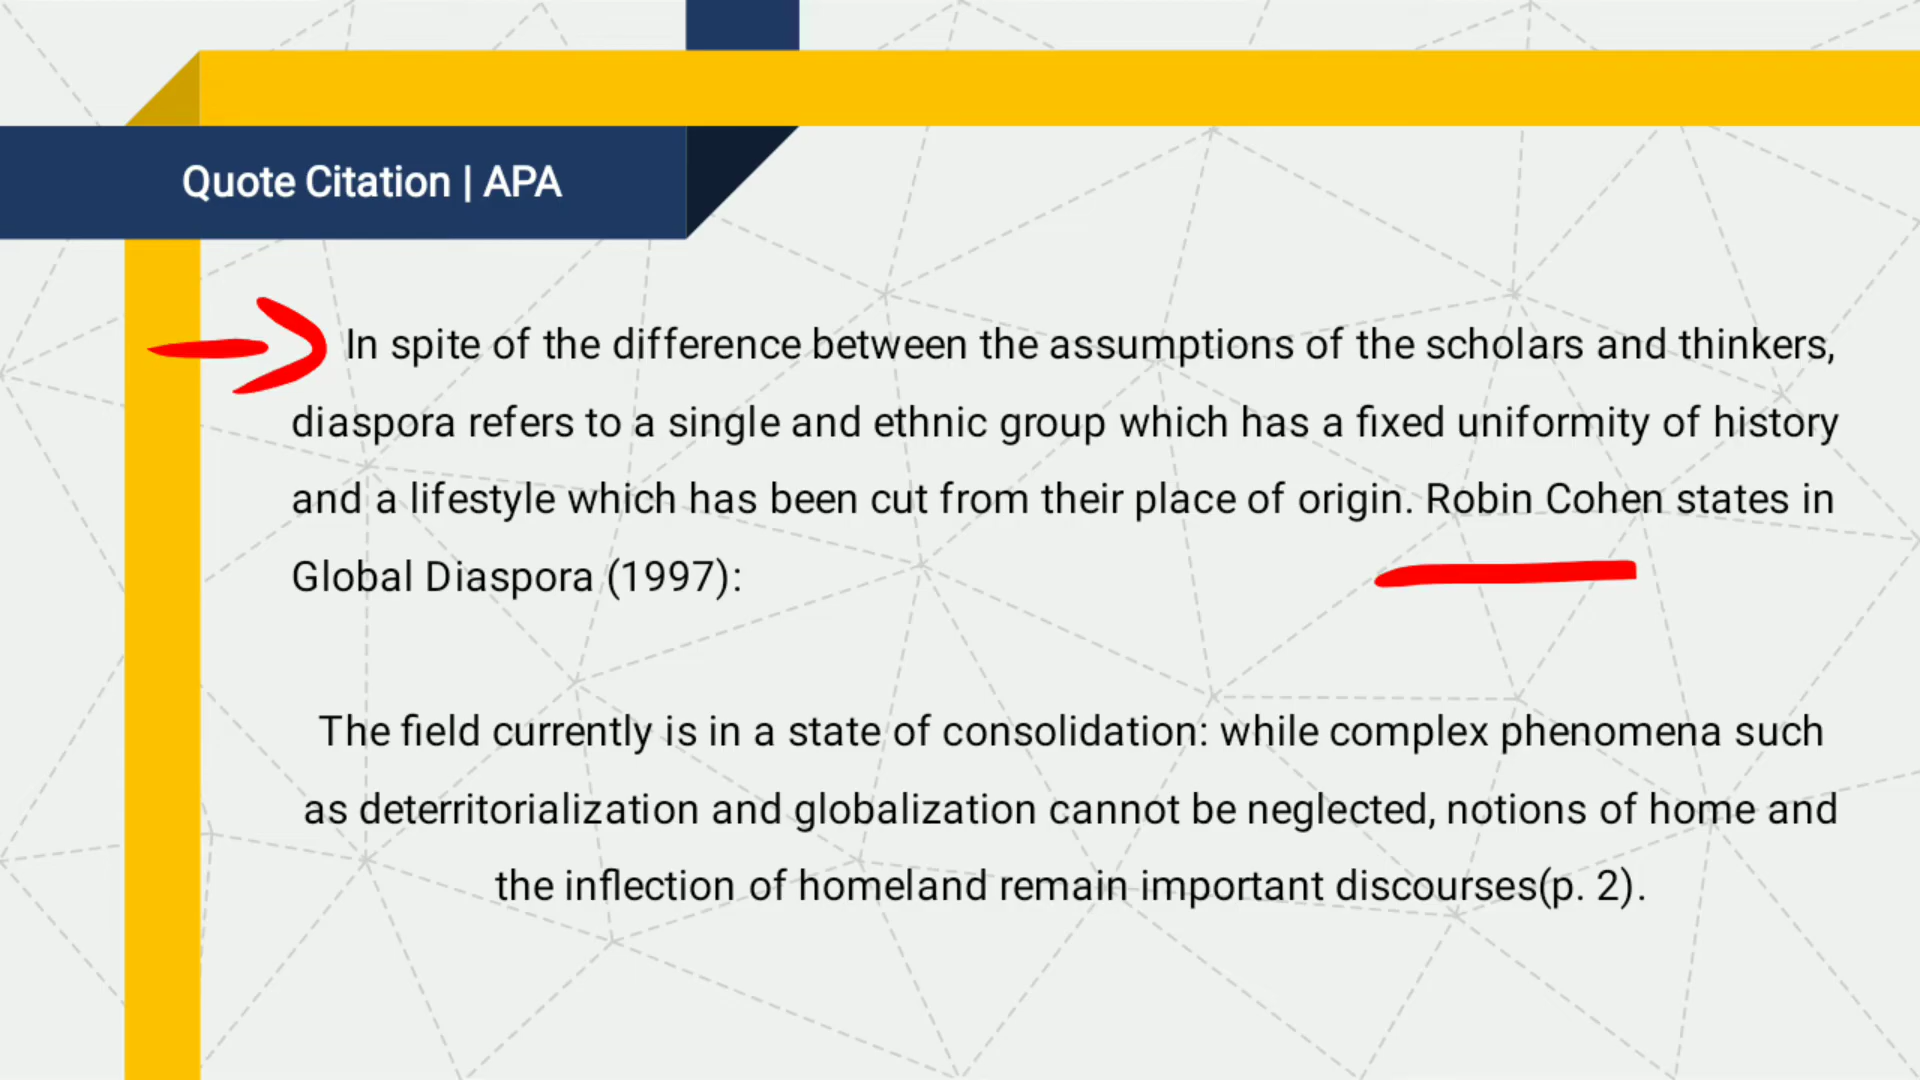 Quote Citation | APA
In spite of the difference between the assumptions of the scholars and thinkers,
diaspora refers to a single and ethnic group which has a fixed uniformity of history
and a lifestyle which has been cut from their place of origin. Robin Cohen states in
Global Diaspora (1997):
The field currently is in a state of consolidation: while complex phenomena such
as deterritorialization and globalization cannot be neglected, notions of home and
the inflection of homeland remain important discourses(p. 2).